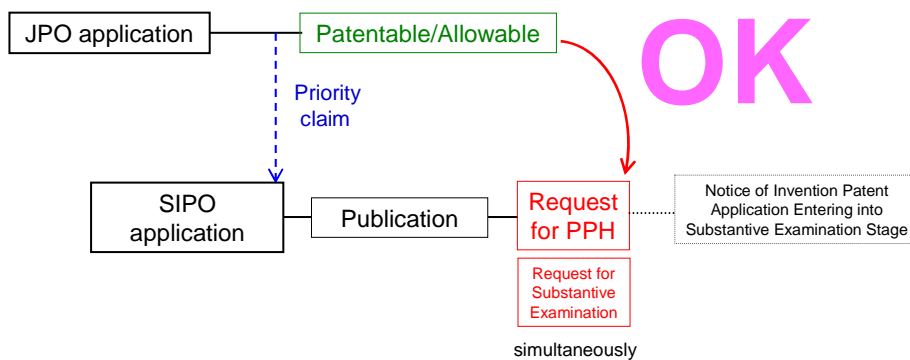 JPO application
Patentable/Allowable
OK
Priority
claim
SIPO
application
Publication
Request
for PPH
Notice of Invention Patent
Application Entering into
Substantive Examination Stage
Request for
Substantive
Examination
simultaneously